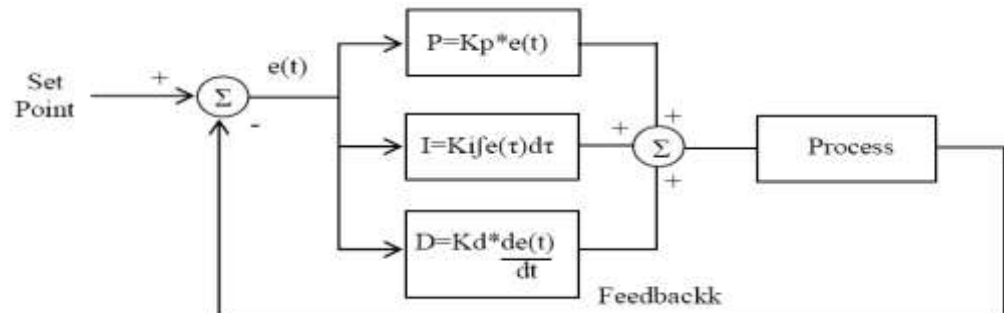 Set
Point
+
Σ
-
e(t)
P=Kp*e(t)
I=Ki∫e(τ)dτ
D=Kd*de(t)
dt
+
+
Σ
+
Process
Feedbackk